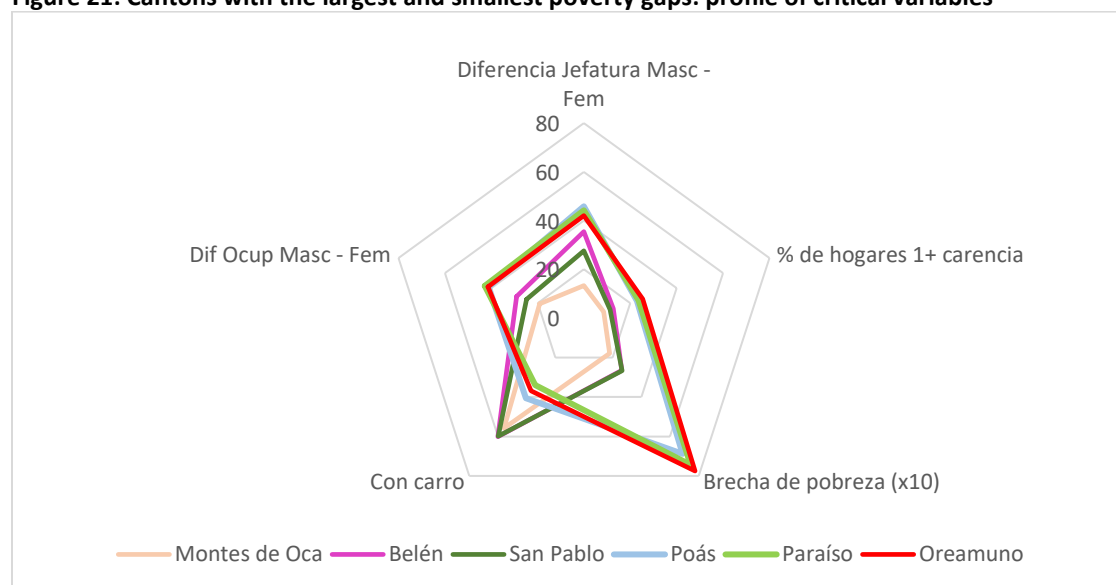 Figure 21: Cantons with the largest and smallest poverty gaps: profile of critical variables
Diferencia Jefatura Masc -
Fem
80
60
40
20
0
% de hogares 1+ carencia
Brecha de pobreza (x10)
Con carro
Dif Ocup Masc - Fem
Montes de Oca
Belén
San Pablo
Poás
Paraíso
Oreamuno